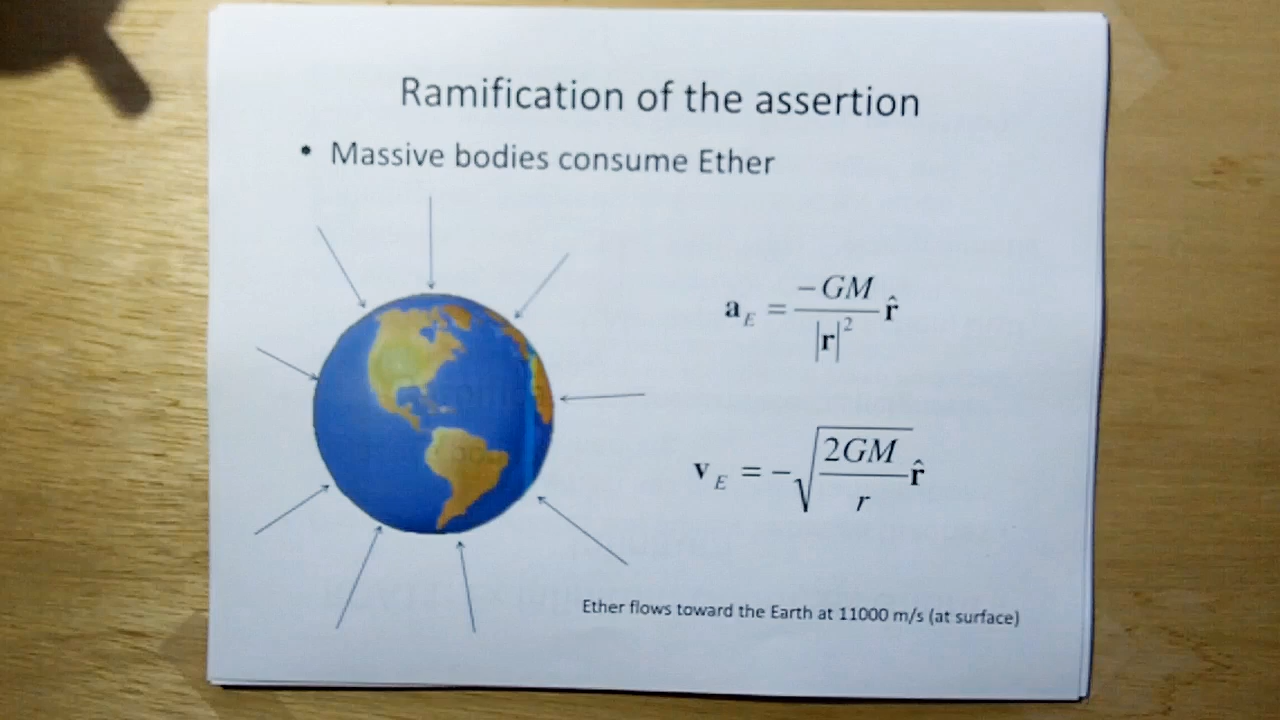 Ramification of the assertion
• Massive bodies consume Ether
a_E = -GM / |r|² r̂
v_E = -√(2GM / r) r̂
Ether flows toward the Earth at 11000 m/s (at surface)